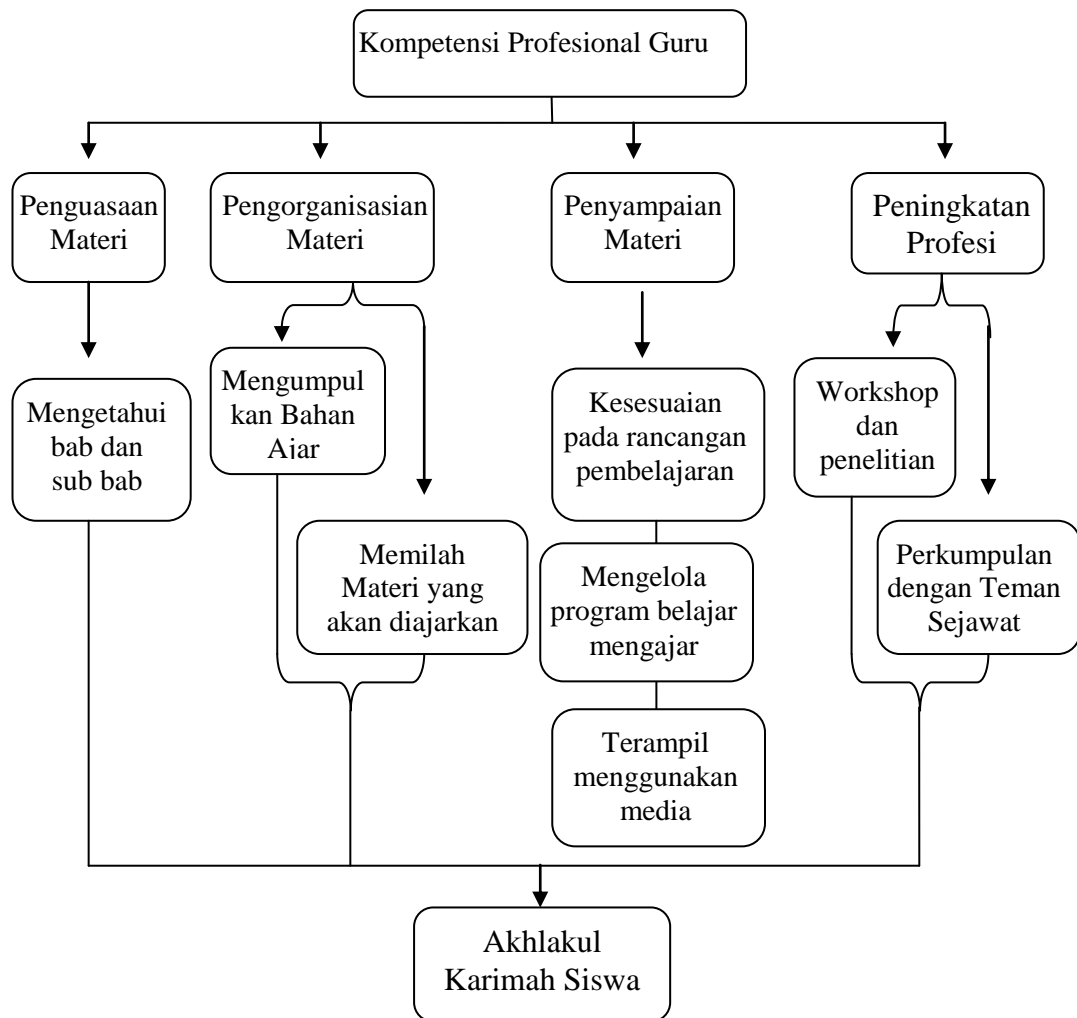 Kompetensi Profesional Guru
Penguasaan
Materi
Pengorganisasian
Materi
Penyampaian
Materi
Peningkatan
Profesi
Mengetahui
bab dan
sub bab
Mengumpul
kan Bahan
Ajar
Memilah
Materi yang
akan diajarkan
Kesesuaian
pada rancangan
pembelajaran
Mengelola
program belajar
mengajar
Terampil
menggunakan
media
Workshop
dan
penelitian
Perkumpulan
dengan Teman
Sejawat
Akhlakul
Karimah Siswa